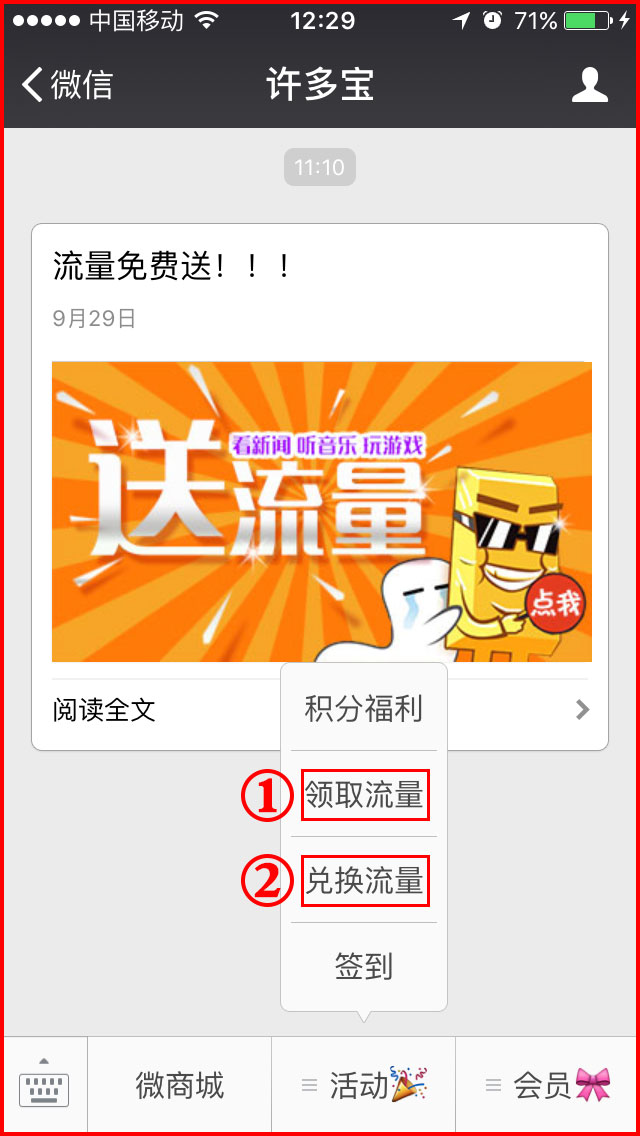 中国移动 12:29 71%
微信 许多宝
11:10
流量免费送！！！
9月29日
看新闻 听音乐 玩游戏
送流量
点我
阅读全文
积分福利
① 领取流量
② 兑换流量
签到
微商城 活动 会员